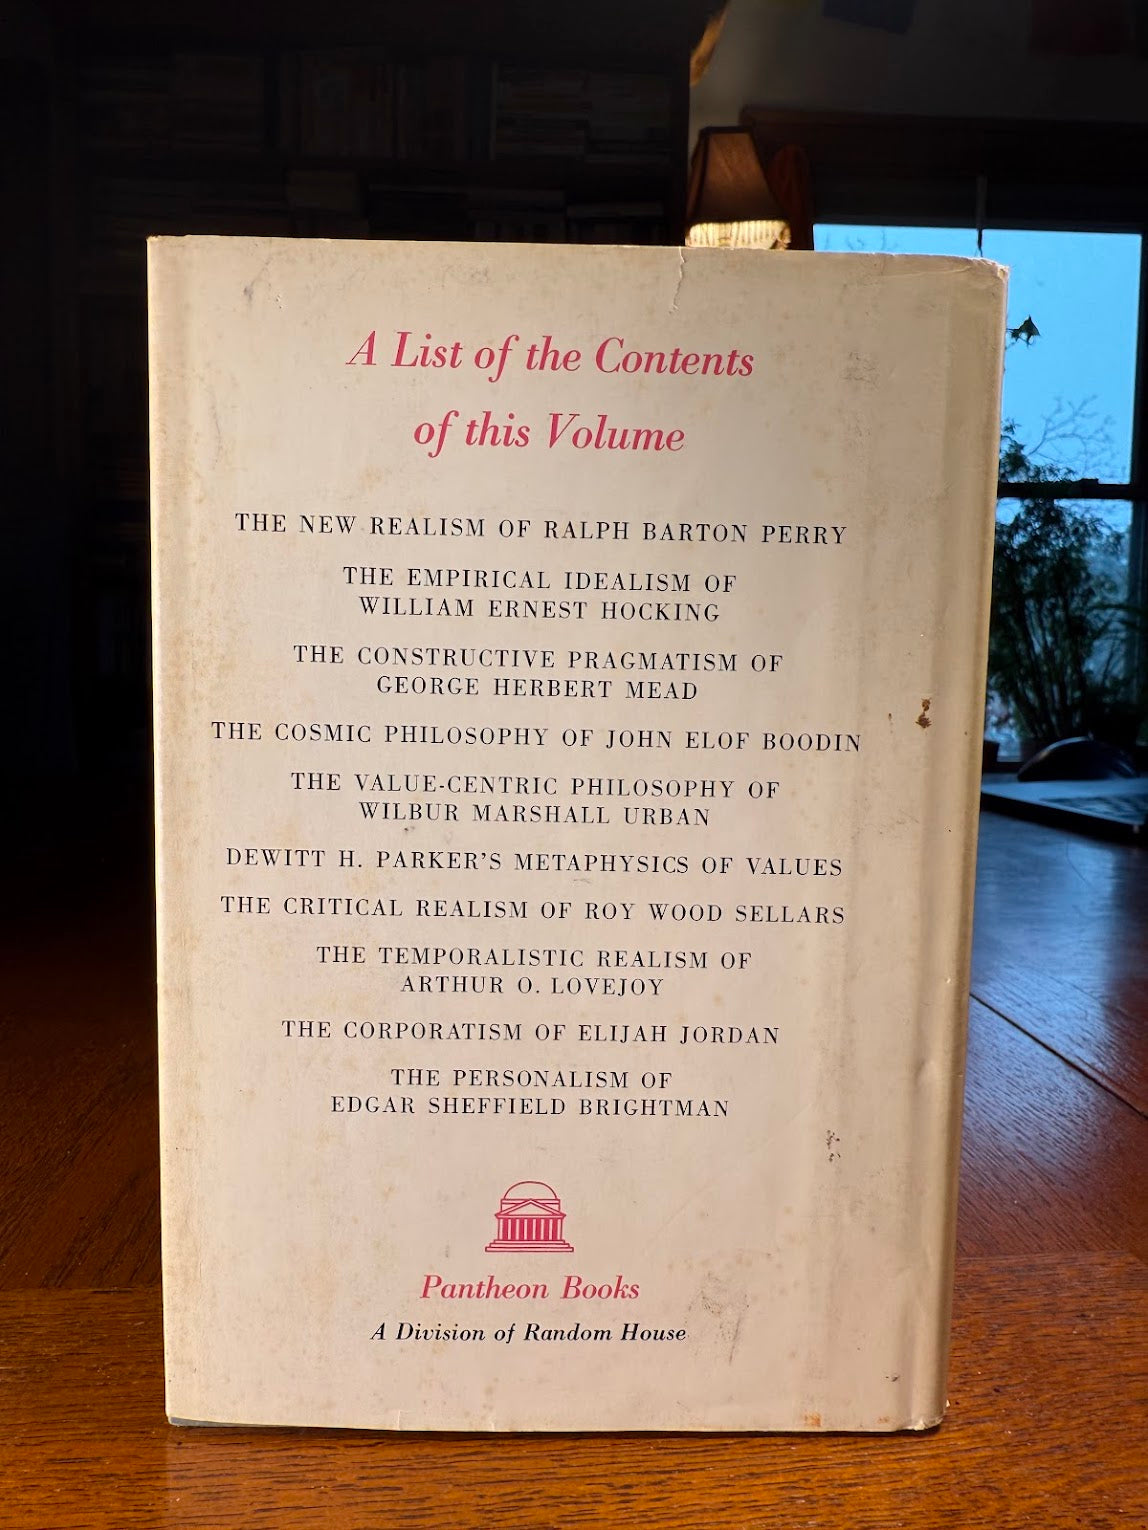 A List of the Contents
of this Volume
THE NEW REALISM OF RALPH BARTON PERRY
THE EMPIRICAL IDEALISM OF
WILLIAM ERNEST HOCKING
THE CONSTRUCTIVE PRAGMATISM OF
GEORGE HERBERT MEAD
THE COSMIC PHILOSOPHY OF JOHN ELOF BOODIN
THE VALUE-CENTRIC PHILOSOPHY OF
WILBUR MARSHALL URBAN
DEWITT H. PARKER'S METAPHYSICS OF VALUES
THE CRITICAL REALISM OF ROY WOOD SELLARS
THE TEMPORALISTIC REALISM OF
ARTHUR O. LOVEJOY
THE CORPORATISM OF ELIJAH JORDAN
THE PERSONALISM OF
EDGAR SHEFFIELD BRIGHTMAN
Pantheon Books
A Division of Random House